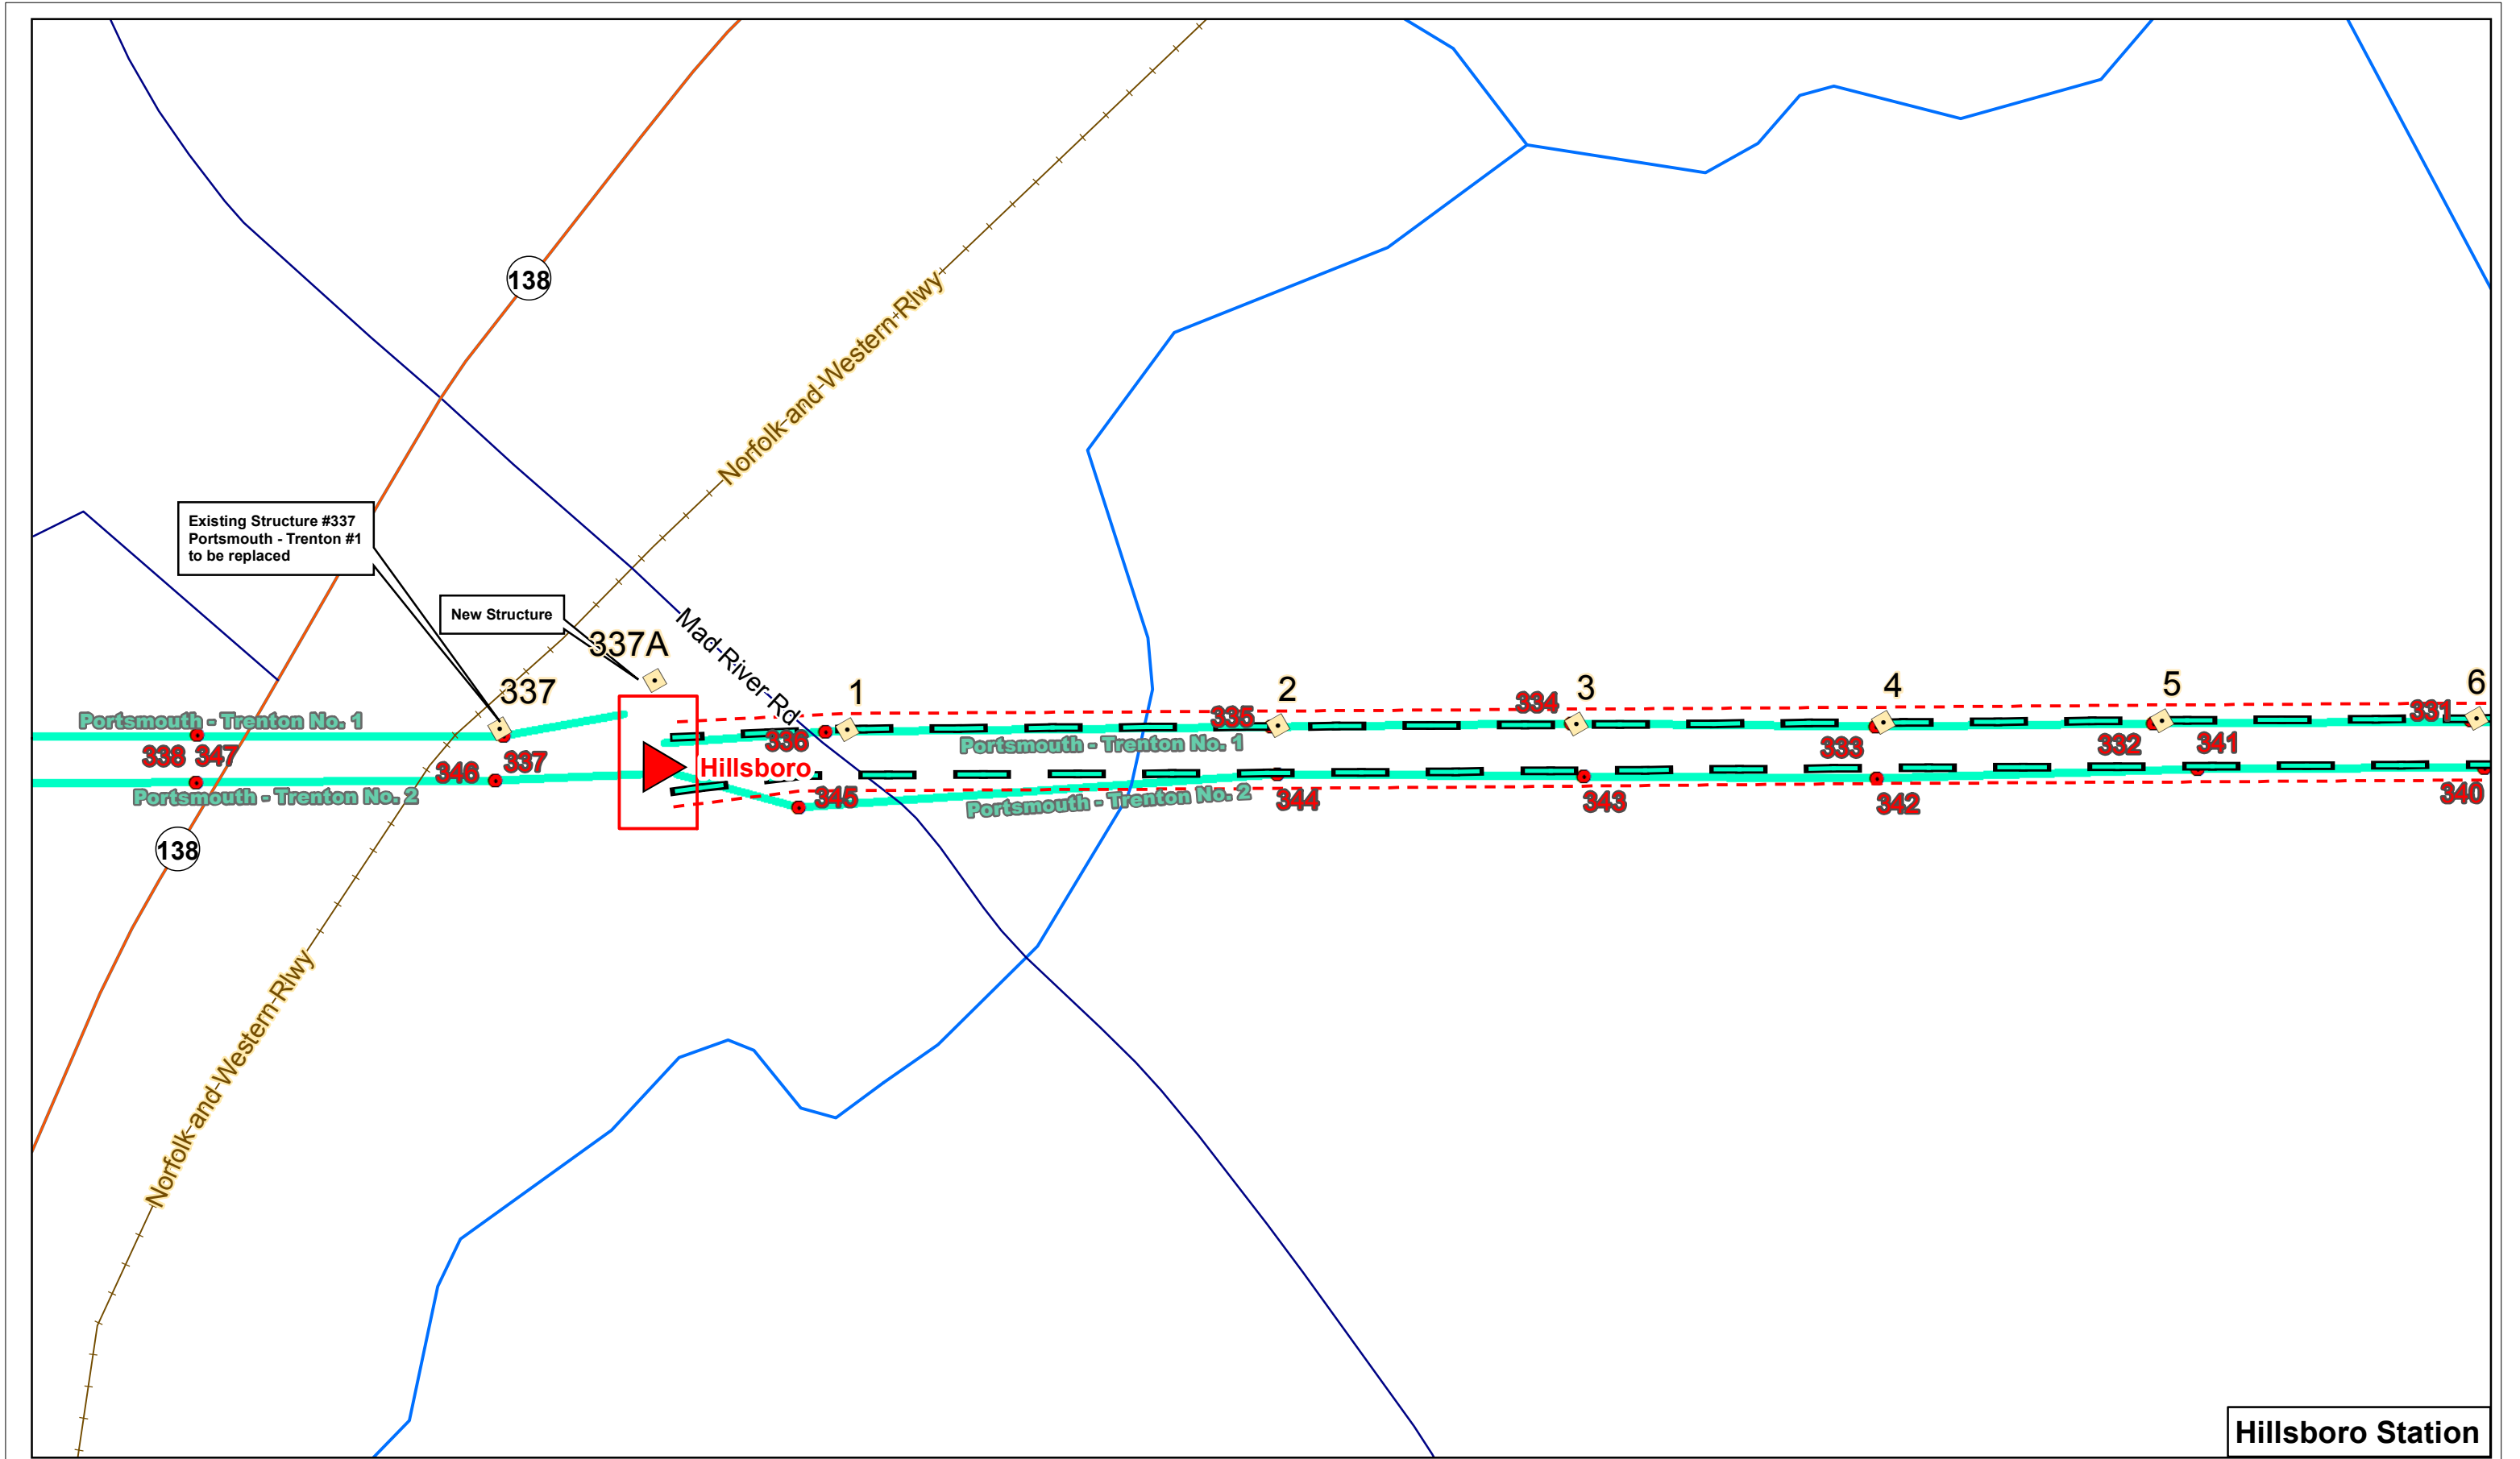 138
Norfolk-and-Western-Rlwy
Existing Structure #337
Portsmouth - Trenton #1
to be replaced
New Structure
337A
Mad-River-Rd
337
1
2
3
4
5
6
Portsmouth - Trenton No. 1
336
335
334
333
332
341
331
Portsmouth - Trenton No. 1
338
347
346
337
Hillsboro
Portsmouth - Trenton No. 2
345
Portsmouth - Trenton No. 2
344
343
342
340
138
Norfolk-and-Western-Rlwy
Hillsboro Station